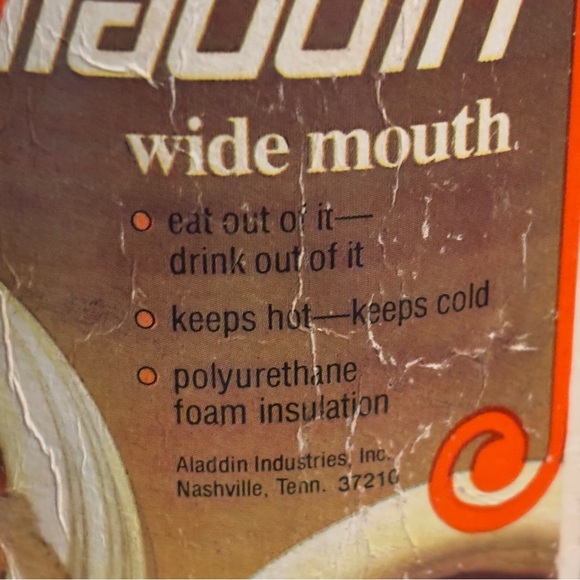 aladdin
wide mouth
eat out of it—
drink out of it
keeps hot—keeps cold
polyurethane
foam insulation
Aladdin Industries, Inc.
Nashville, Tenn. 37210